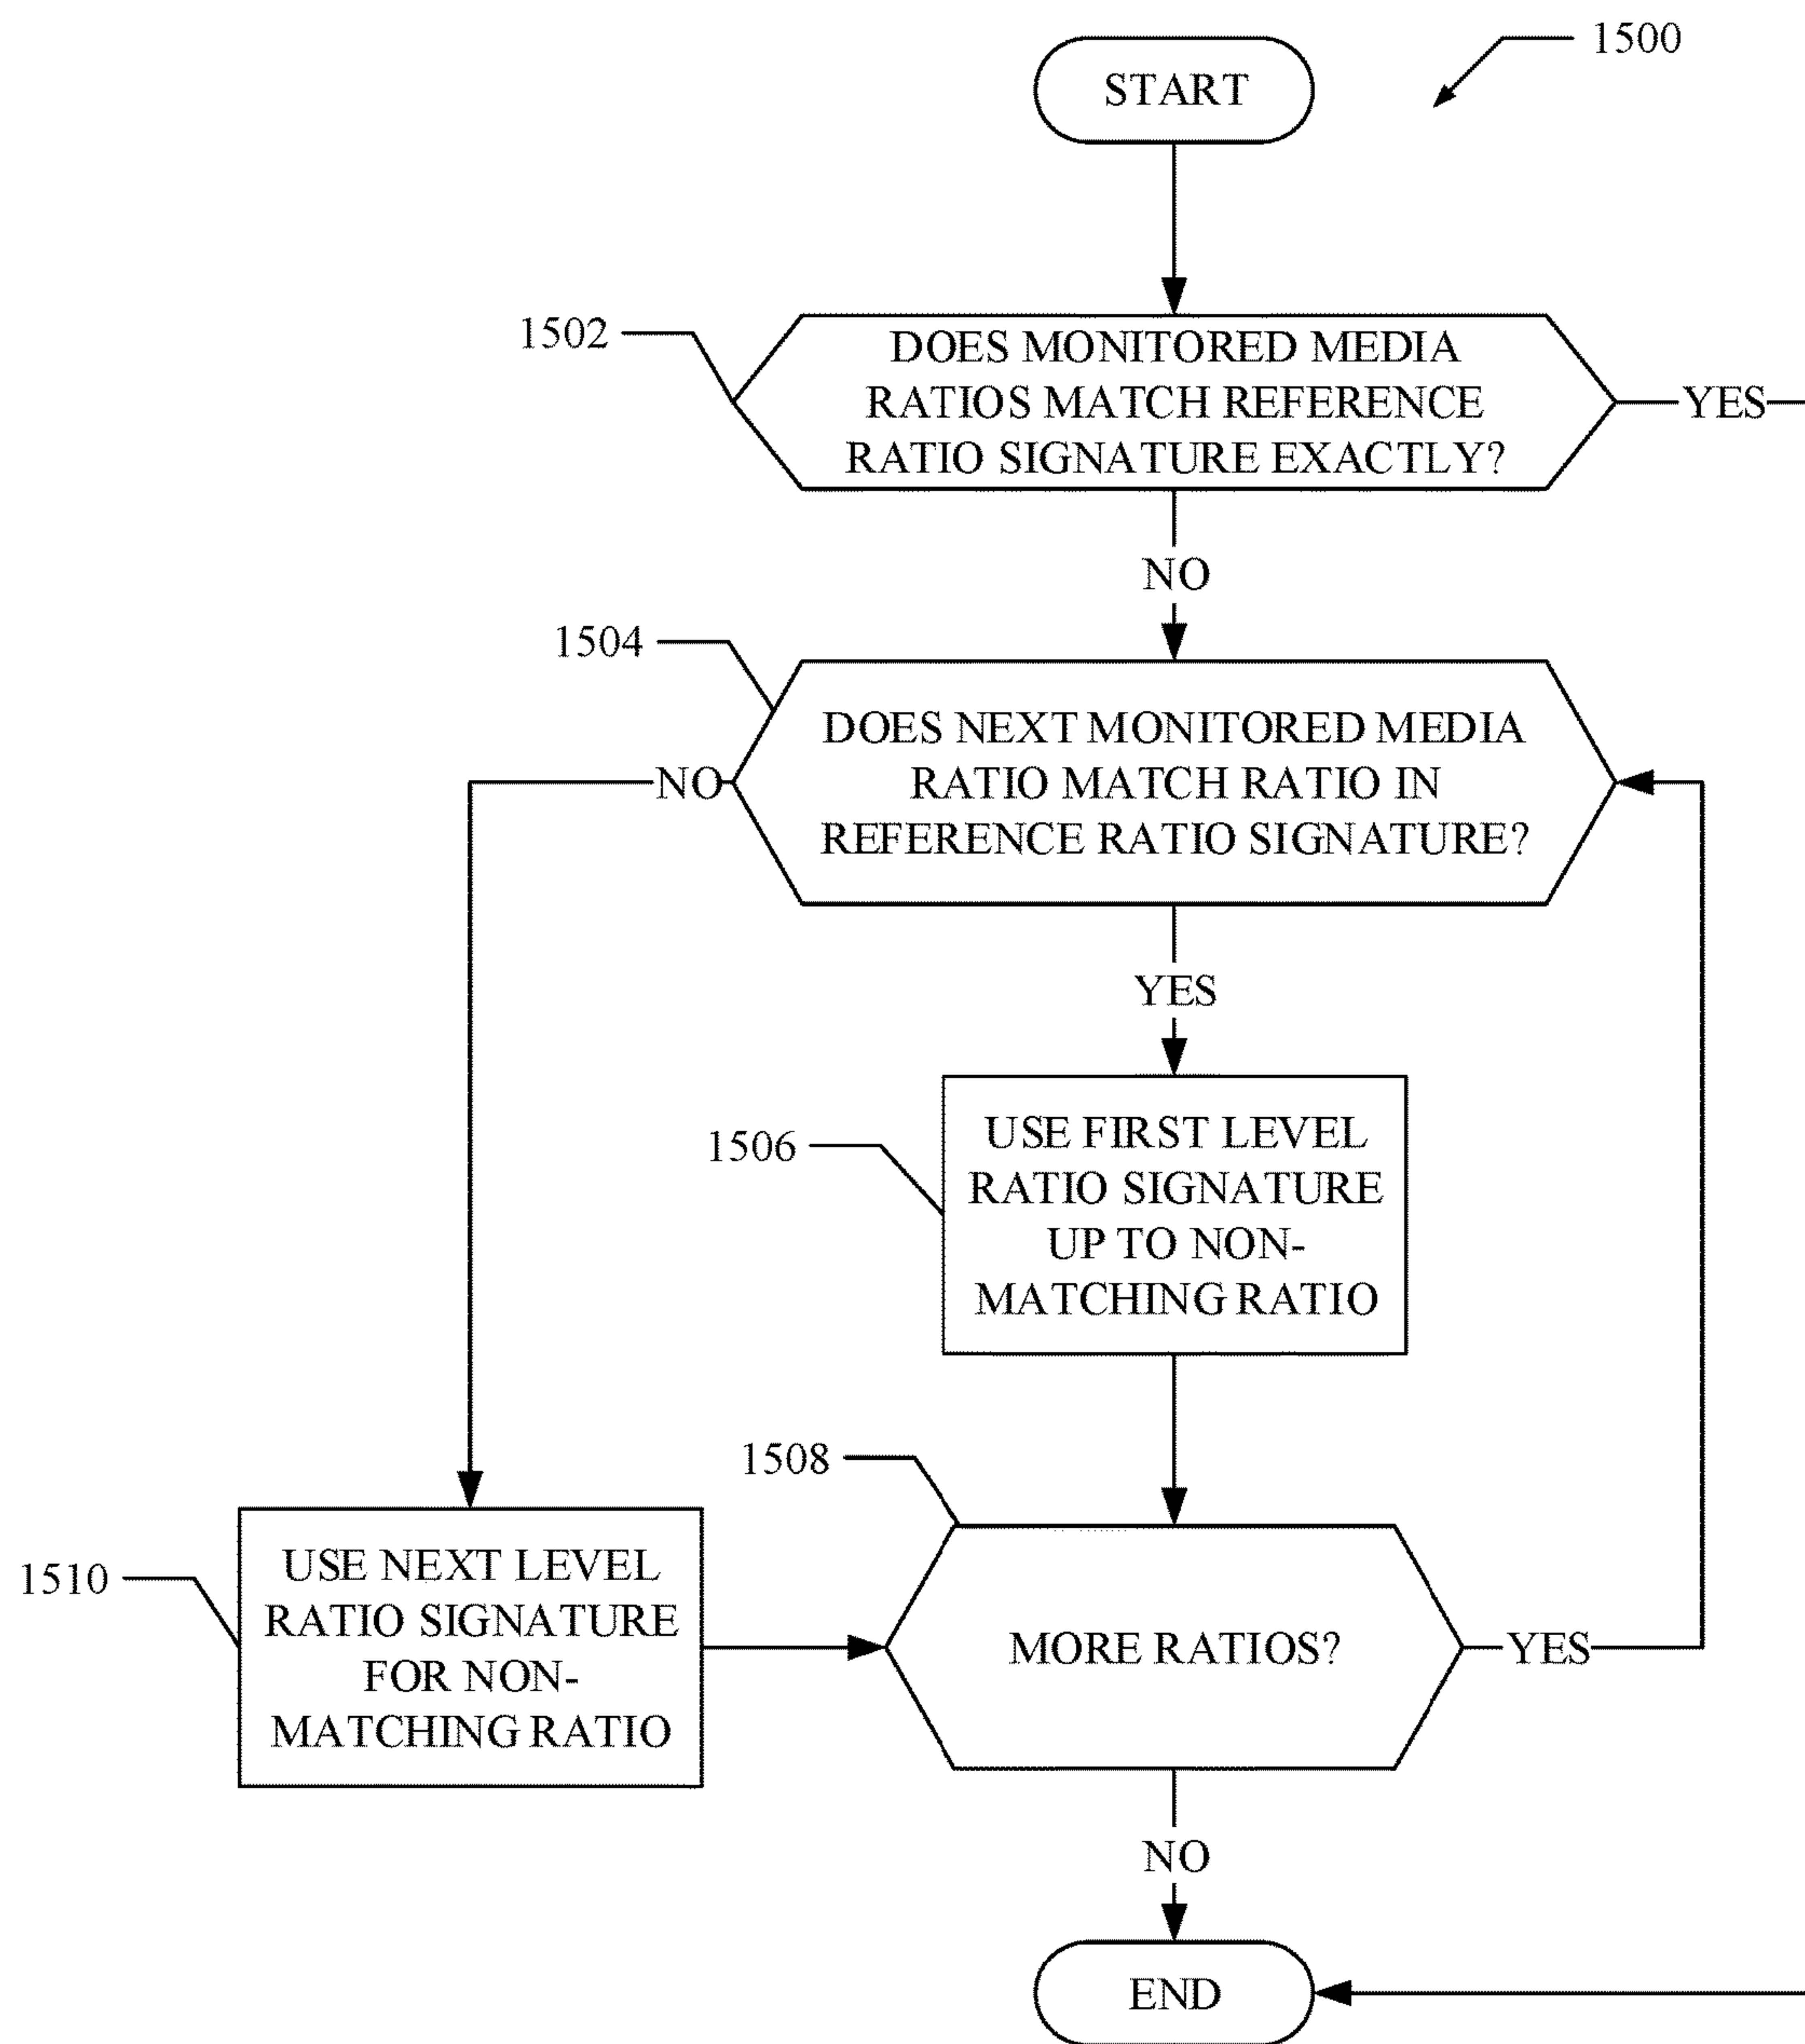 1500
START
1502
DOES MONITORED MEDIA
RATIOS MATCH REFERENCE
RATIO SIGNATURE EXACTLY?
YES
NO
1504
DOES NEXT MONITORED MEDIA
RATIO MATCH RATIO IN
REFERENCE RATIO SIGNATURE?
NO
YES
1506
USE FIRST LEVEL
RATIO SIGNATURE
UP TO NON-
MATCHING RATIO
1508
MORE RATIOS?
YES
1510
USE NEXT LEVEL
RATIO SIGNATURE
FOR NON-
MATCHING RATIO
NO
END